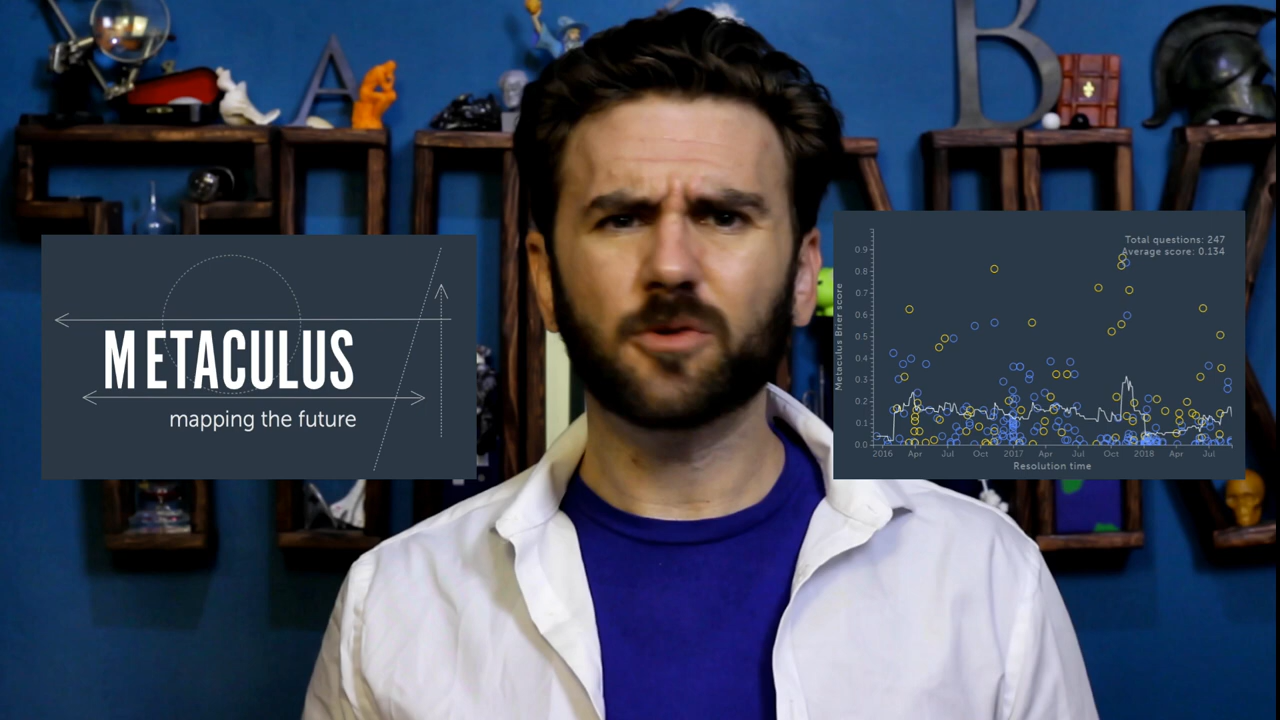 A
B
METACULUS
mapping the future
Total questions: 247
Average score: 0.134
Metaculus Brier score
0.9
0.8
0.7
0.6
0.5
0.4
0.3
0.2
0.1
0.0
2016 Apr Jul Oct 2017 Apr Jul Oct 2018 Apr Jul
Resolution time